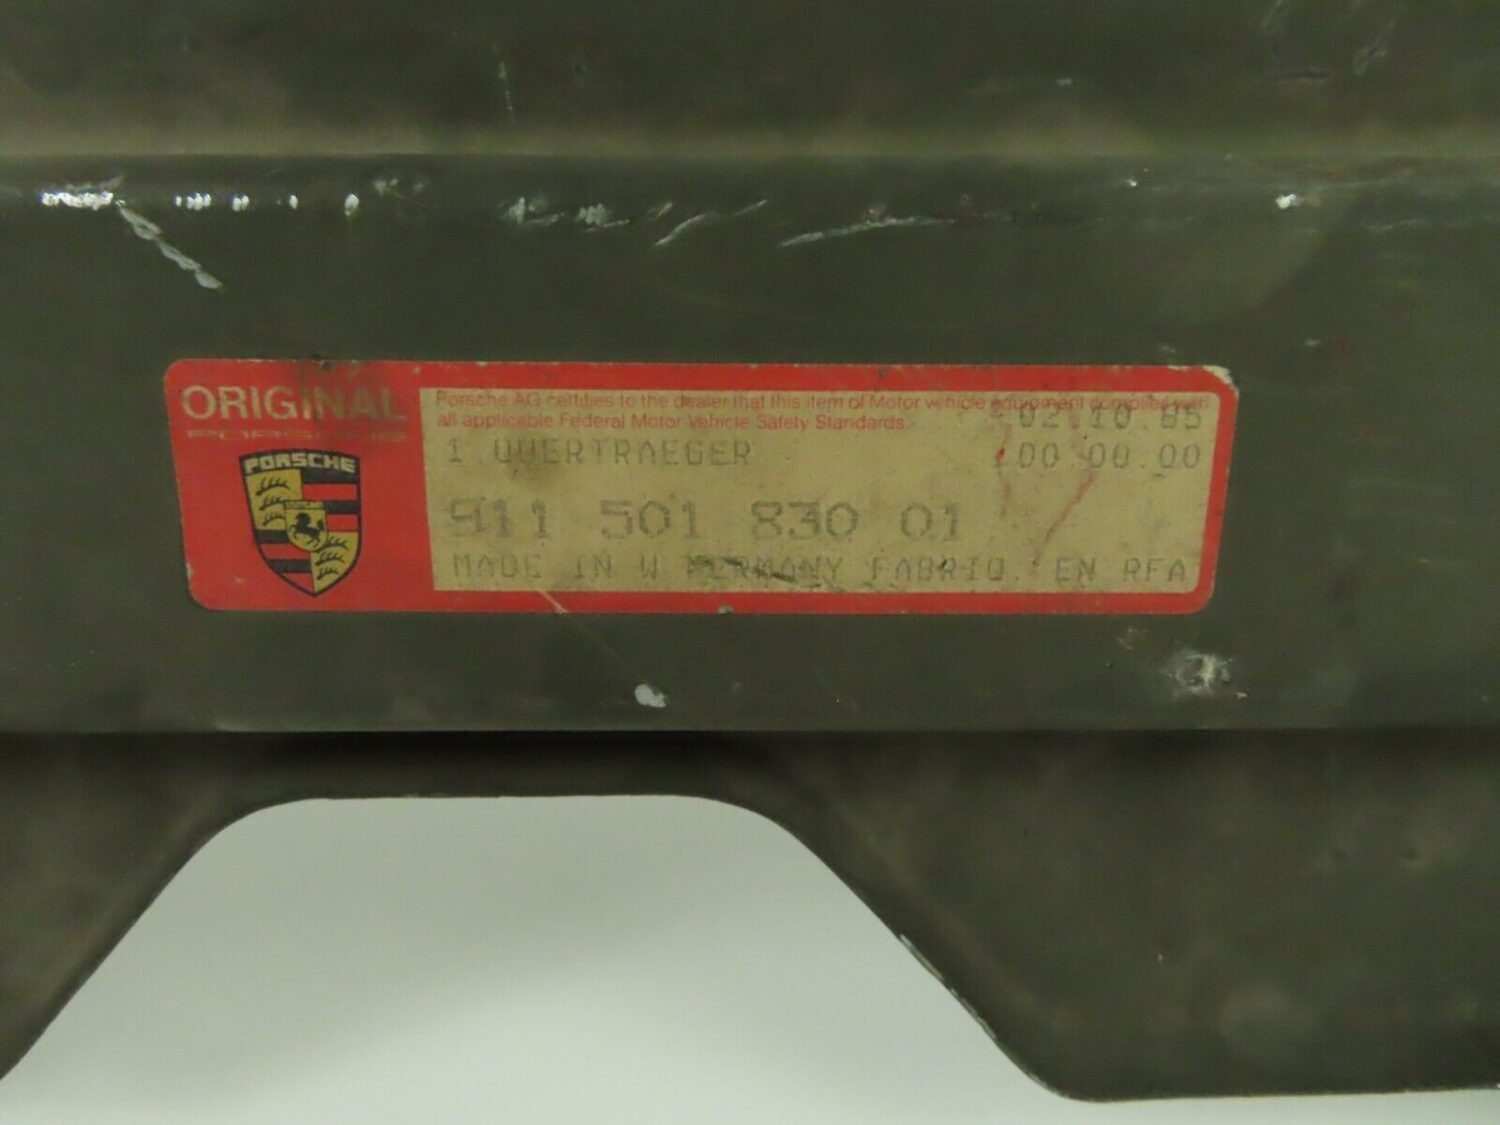 ORIGINAL
PORSCHE
PORSCHE
Porsche AG certifies to the dealer that this item of Motor vehicle equipment complied with
all applicable Federal Motor Vehicle Safety Standards
02.10.85
1 QUERTRAEGER
00.00.00
911 501 830 01
MADE IN W GERMANY FABRIQ. EN RFA